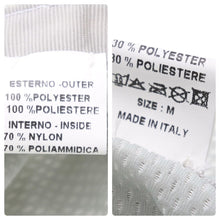 ESTERNO -OUTER
100 %POLYESTER
100 %POLIESTERE
INTERNO - INSIDE
70 % NYLON
70 % POLIAMMIDICA
30 % POLYESTER
30 % POLIESTERE
SIZE : M
MADE IN ITALY